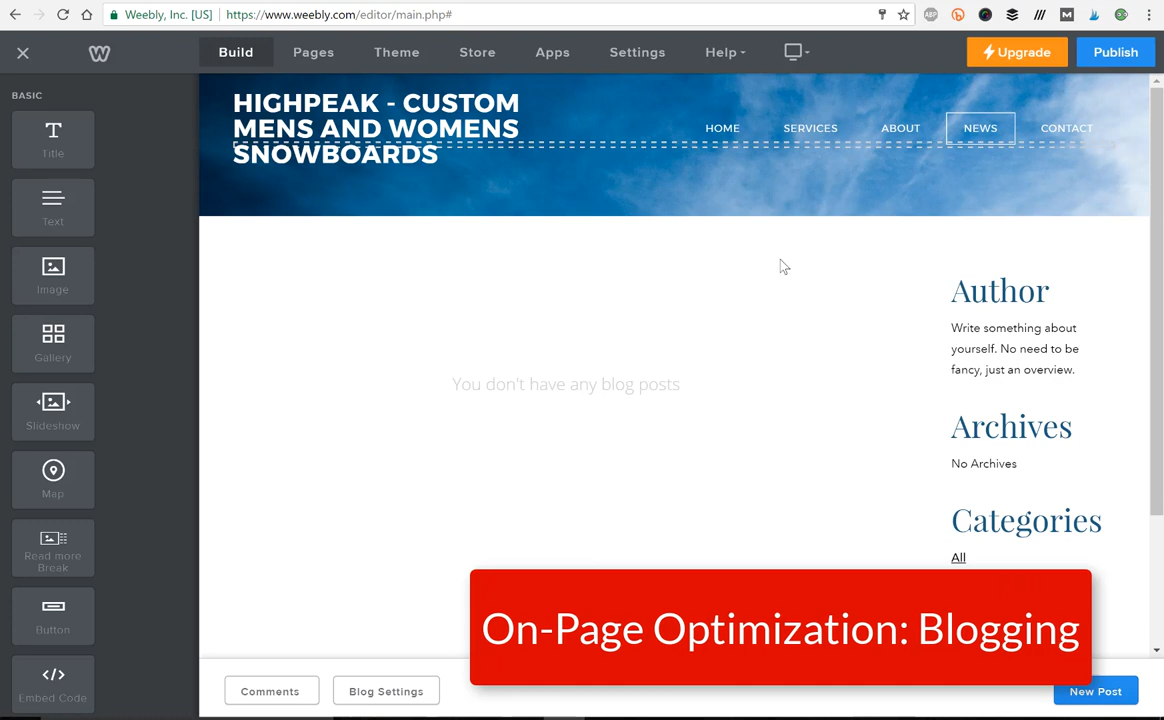 Weebly, Inc. [US]
https://www.weebly.com/editor/main.php#
ABP
M
Build
Pages
Theme
Store
Apps
Settings
Help
Upgrade
Publish
BASIC
Title
Text
Image
Gallery
Slideshow
Map
Read more
Break
Button
Embed Code
HIGHPEAK - CUSTOM
MENS AND WOMENS
SNOWBOARDS
HOME
SERVICES
ABOUT
NEWS
CONTACT
You don't have any blog posts
Author
Write something about
yourself. No need to be
fancy, just an overview.
Archives
No Archives
Categories
All
On-Page Optimization: Blogging
Comments
Blog Settings
New Post